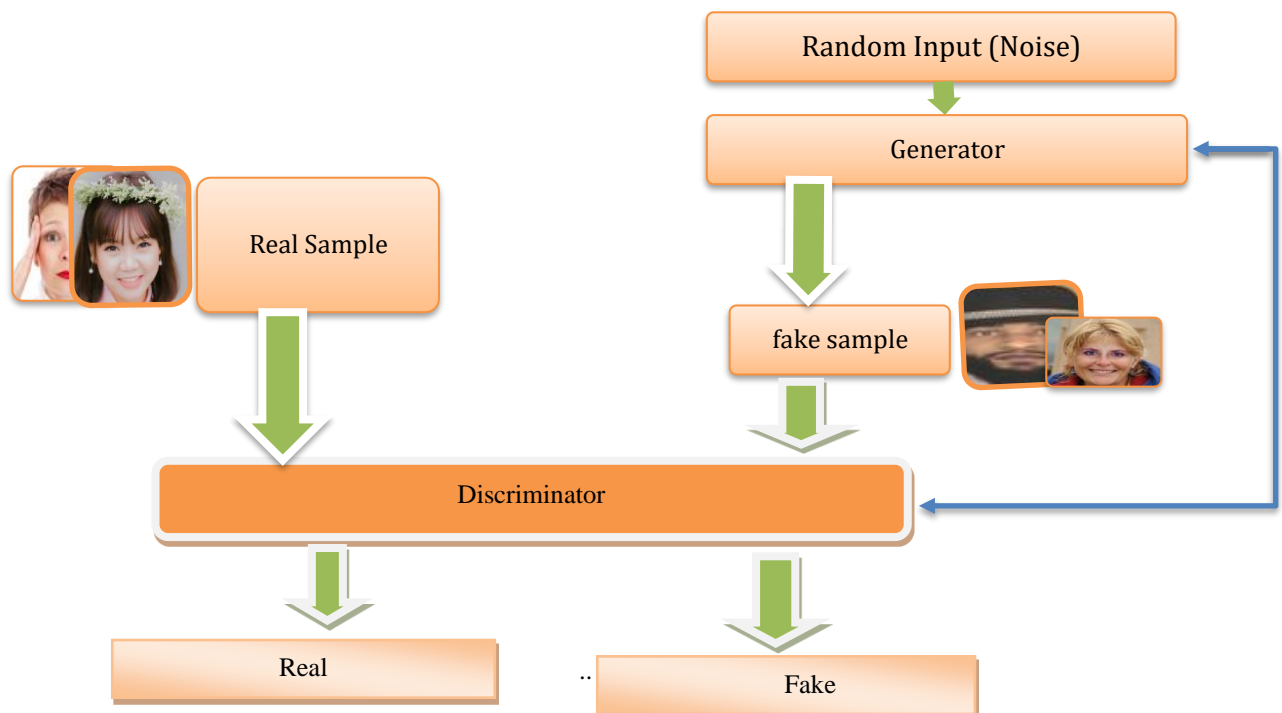 Random Input (Noise)
Generator
Real Sample
fake sample
Discriminator
Real
..
Fake